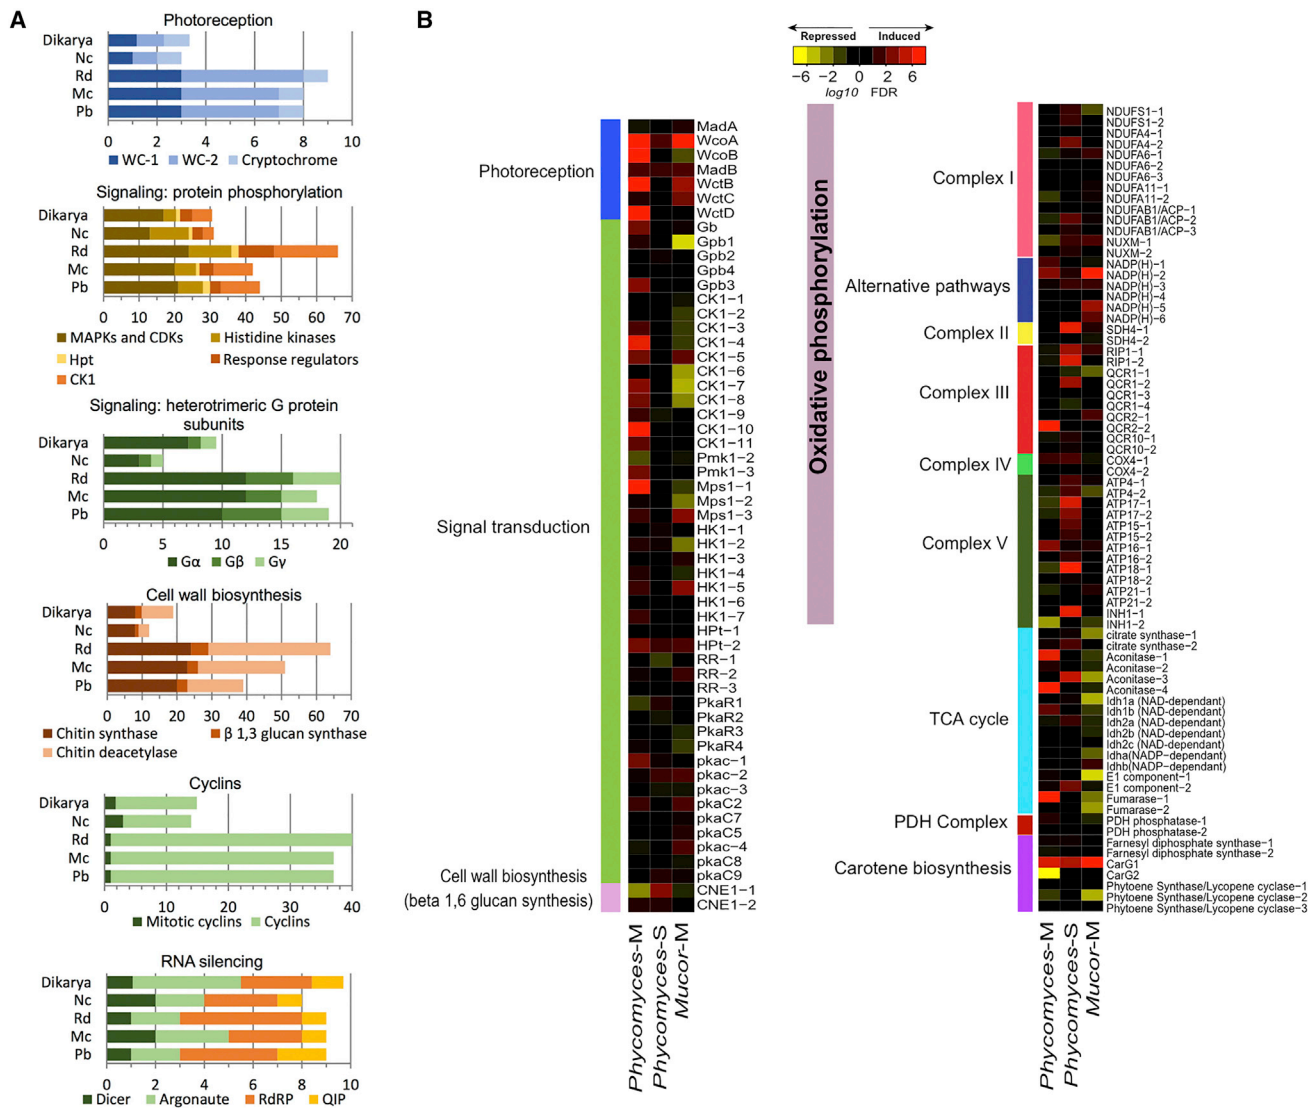 A
Photoreception
Dikarya
Nc
Rd
Mc
Pb
0 2 4 6 8 10
WC-1 WC-2 Cryptochrome
Signaling: protein phosphorylation
Dikarya
Nc
Rd
Mc
Pb
0 10 20 30 40 50 60 70
MAPKs and CDKs Histidine kinases
Hpt Response regulators
CK1
Signaling: heterotrimeric G protein
subunits
Dikarya
Nc
Rd
Mc
Pb
0 5 10 15 20
Gα Gβ Gγ
Cell wall biosynthesis
Dikarya
Nc
Rd
Mc
Pb
0 10 20 30 40 50 60 70
Chitin synthase β 1,3 glucan synthase
Chitin deacetylase
Cyclins
Dikarya
Nc
Rd
Mc
Pb
0 10 20 30 40
Mitotic cyclins Cyclins
RNA silencing
Dikarya
Nc
Rd
Mc
Pb
0 2 4 6 8 10
Dicer Argonaute RdRP QIP
B
Repressed Induced
−6 −2 0 2 6
log10 FDR
Photoreception
Signal transduction
Cell wall biosynthesis
(beta 1,6 glucan synthesis)
MadA
WcoA
WcoB
MadB
WctB
WctC
WctD
Gb
Gpb1
Gpb2
Gpb4
Gpb3
CK1−1
CK1−2
CK1−3
CK1−4
CK1−5
CK1−6
CK1−7
CK1−8
CK1−9
CK1−10
CK1−11
Pmk1−2
Pmk1−3
Mps1−1
Mps1−2
Mps1−3
HK1−1
HK1−2
HK1−3
HK1−4
HK1−5
HK1−6
HK1−7
HPt−1
HPt−2
RR−1
RR−2
RR−3
PkaR1
PkaR2
PkaR3
PkaR4
pkac−1
pkac−2
pkac−3
pkaC2
pkaC7
pkaC5
pkac−4
pkaC8
pkaC9
CNE1−1
CNE1−2
Phycomyces-M
Phycomyces-S
Mucor-M
Oxidative phosphorylation
Complex I
Alternative pathways
Complex II
Complex III
Complex IV
Complex V
TCA cycle
PDH Complex
Carotene biosynthesis
NDUFS1−1
NDUFS1−2
NDUFA4−1
NDUFA4−2
NDUFA6−1
NDUFA6−2
NDUFA6−3
NDUFA11−1
NDUFA11−2
NDUFAB1/ACP−1
NDUFAB1/ACP−2
NDUFAB1/ACP−3
NUXM−1
NUXM−2
NADP(H)−1
NADP(H)−2
NADP(H)−3
NADP(H)−4
NADP(H)−5
NADP(H)−6
SDH4−1
SDH4−2
RIP1−1
RIP1−2
QCR1−1
QCR1−2
QCR1−3
QCR1−4
QCR2−1
QCR2−2
QCR10−1
QCR10−2
COX4−1
COX4−2
ATP4−1
ATP4−2
ATP17−1
ATP17−2
ATP15−1
ATP15−2
ATP16−1
ATP16−2
ATP18−1
ATP18−2
ATP21−1
ATP21−2
INH1−1
INH1−2
citrate synthase−1
citrate synthase−2
Aconitase−1
Aconitase−2
Aconitase−3
Aconitase−4
Idh1a (NAD−dependant)
Idh1b (NAD−dependant)
Idh2a (NAD−dependant)
Idh2b (NAD−dependant)
Idh2c (NAD−dependant)
Idha(NADP−dependant)
Idhb(NADP−dependant)
E1 component−1
E1 component−2
Fumarase−1
Fumarase−2
PDH phosphatase-1
PDH phosphatase-2
Farnesyl diphosphate synthase−1
Farnesyl diphosphate synthase−2
CarG1
CarG2
Phytoene Synthase/Lycopene cyclase−1
Phytoene Synthase/Lycopene cyclase−2
Phytoene Synthase/Lycopene cyclase−3
Phycomyces-M
Phycomyces-S
Mucor-M